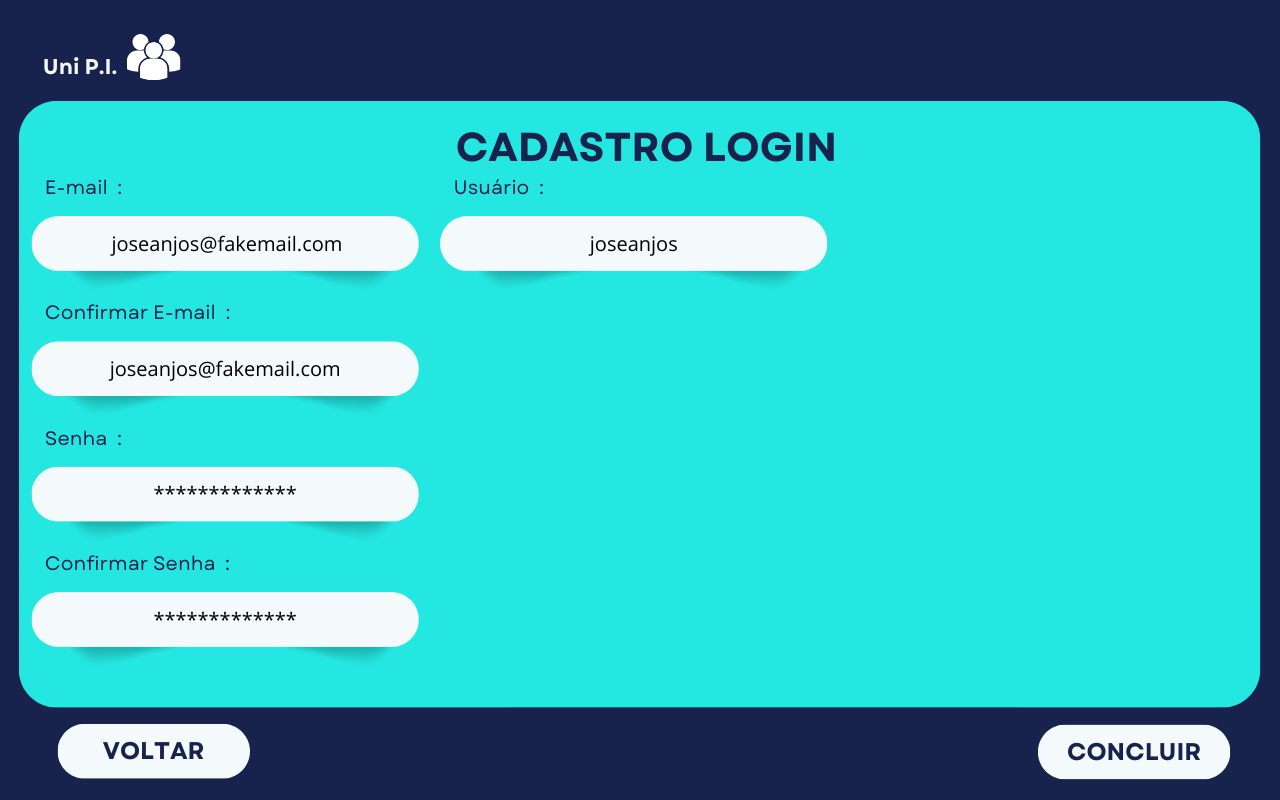 Uni P.I.
CADASTRO LOGIN
E-mail :
Usuário :
joseanjos@fakemail.com
joseanjos
Confirmar E-mail :
joseanjos@fakemail.com
Senha :
*************
Confirmar Senha :
*************
VOLTAR
CONCLUIR